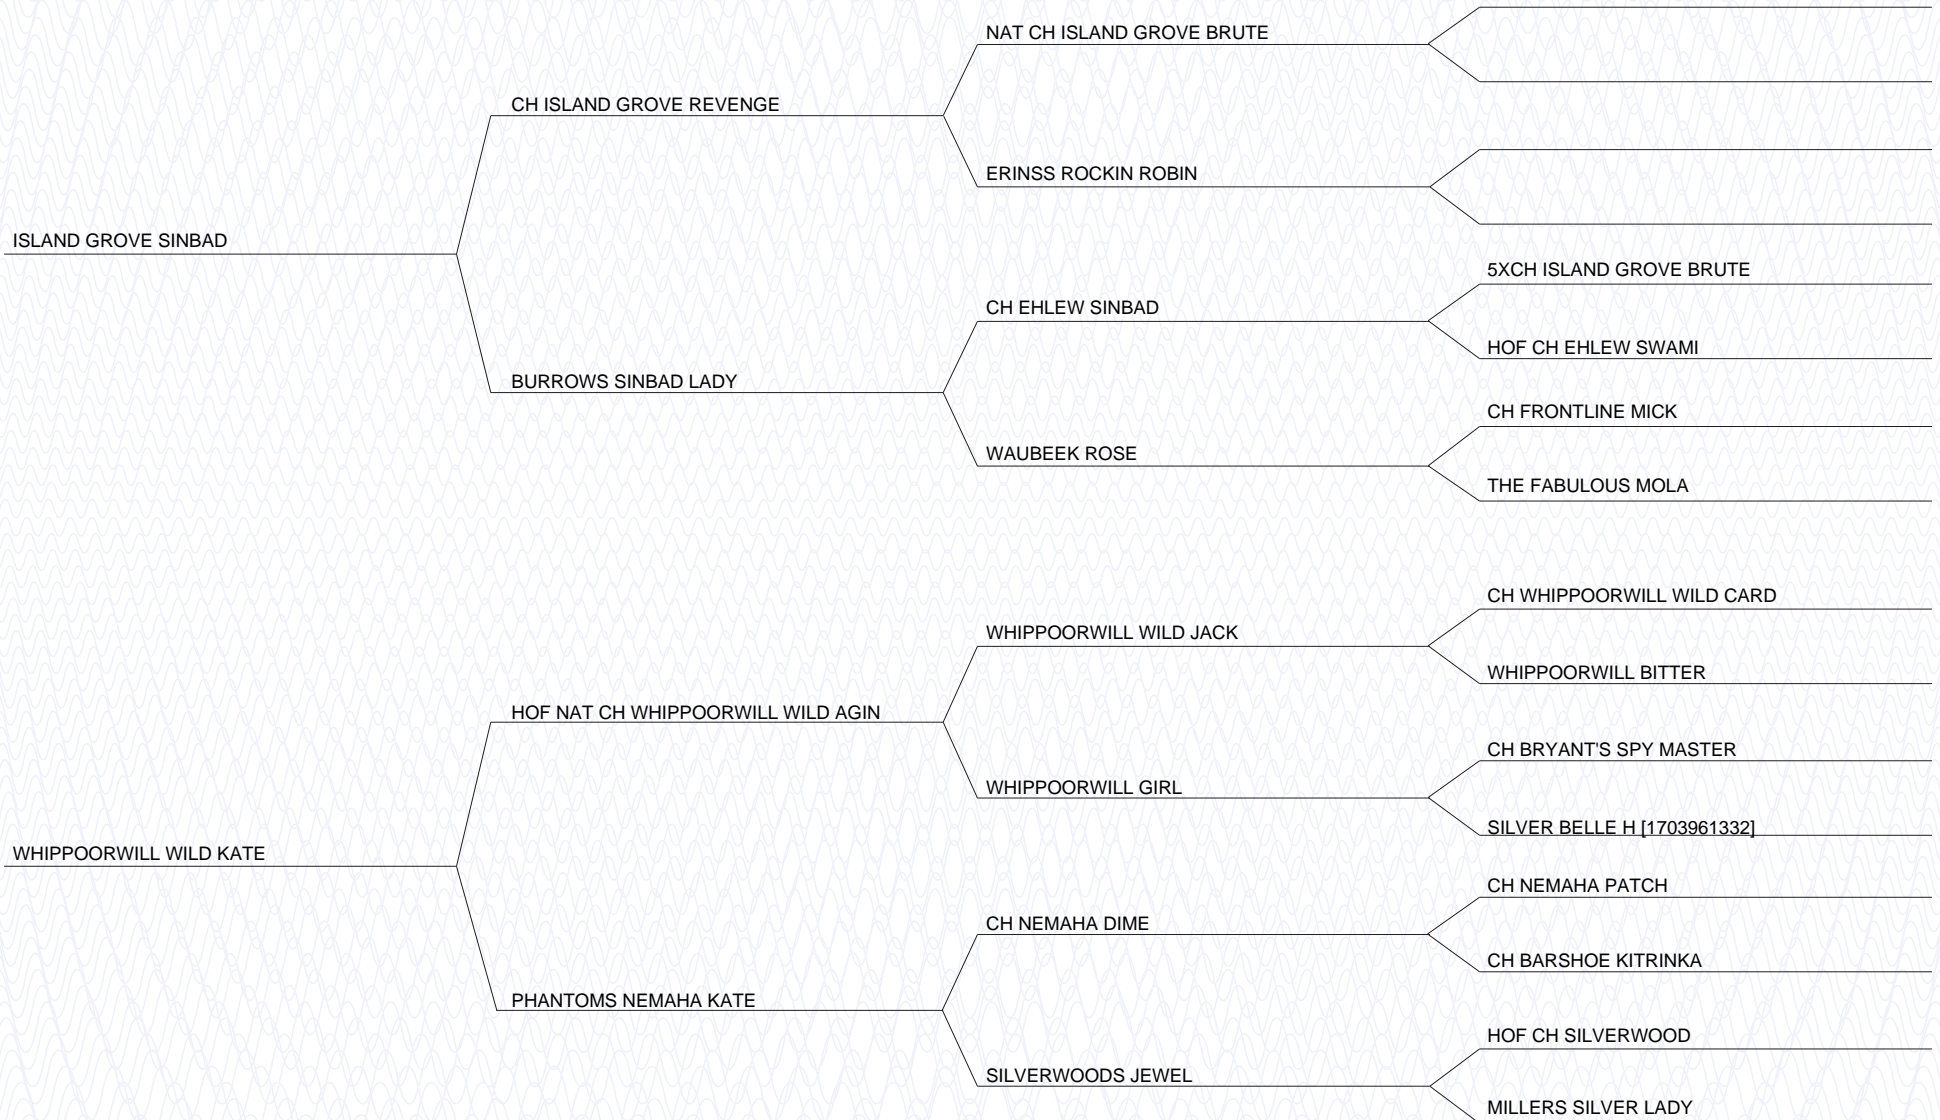 NAT CH ISLAND GROVE BRUTE
CH ISLAND GROVE REVENGE
ERINSS ROCKIN ROBIN
ISLAND GROVE SINBAD
5XCH ISLAND GROVE BRUTE
CH EHLEW SINBAD
HOF CH EHLEW SWAMI
BURROWS SINBAD LADY
CH FRONTLINE MICK
WAUBEEK ROSE
THE FABULOUS MOLA
CH WHIPPOORWILL WILD CARD
WHIPPOORWILL WILD JACK
WHIPPOORWILL BITTER
HOF NAT CH WHIPPOORWILL WILD AGIN
CH BRYANT'S SPY MASTER
WHIPPOORWILL GIRL
SILVER BELLE H [1703961332]
WHIPPOORWILL WILD KATE
CH NEMAHA PATCH
CH NEMAHA DIME
CH BARSHOE KITRINKA
PHANTOMS NEMAHA KATE
HOF CH SILVERWOOD
SILVERWOODS JEWEL
MILLERS SILVER LADY